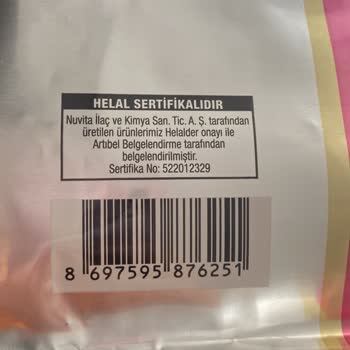 HELAL SERTİFİKALIDIR
Nuvita İlaç ve Kimya San. Tic. A. Ş. tarafından
üretilen ürünlerimiz Helalder onayı ile
Artıbel Belgelendirme tarafından
belgelendirilmiştir.
Sertifika No: 522012329
8 697595 876251